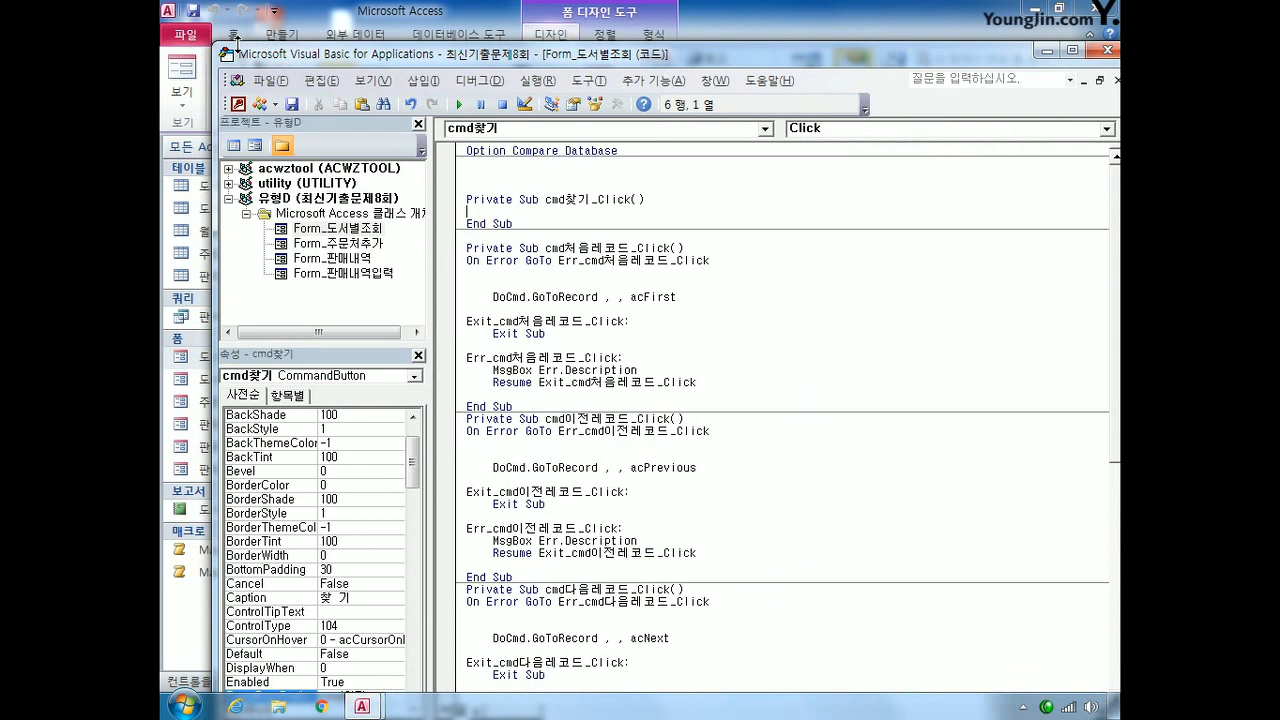 Microsoft Access
폼 디자인 도구
YoungJin.com Y.
파일
홈
만들기
외부 데이터
데이터베이스 도구
디자인
정렬
형식
보기
보기
Microsoft Visual Basic for Applications - 최신기출문제8회 - [Form_도서별조회 (코드)]
파일(F) 편집(E) 보기(V) 삽입(I) 디버그(D) 실행(R) 도구(T) 추가 기능(A) 창(W) 도움말(H)
질문을 입력하십시오.
6 행, 1 열
프로젝트 - 유형D
모든 Ac
테이블
쿼리
폼
보고서
매크로
acwztool (ACWZTOOL)
utility (UTILITY)
유형D (최신기출문제8회)
Microsoft Access 클래스 개체
Form_도서별조회
Form_주문처추가
Form_판매내역
Form_판매내역입력
속성 - cmd찾기
cmd찾기 CommandButton
사전순 항목별
BackShade 100
BackStyle 1
BackThemeColor -1
BackTint 100
Bevel 0
BorderColor 0
BorderShade 100
BorderStyle 1
BorderThemeCol -1
BorderTint 100
BorderWidth 0
BottomPadding 30
Cancel False
Caption 찾 기
ControlTipText
ControlType 104
CursorOnHover 0 - acCursorOnl
Default False
DisplayWhen 0
Enabled True
cmd찾기
Click
Option Compare Database
Private Sub cmd찾기_Click()
End Sub
Private Sub cmd처음레코드_Click()
On Error GoTo Err_cmd처음레코드_Click
DoCmd.GoToRecord , , acFirst
Exit_cmd처음레코드_Click:
Exit Sub
Err_cmd처음레코드_Click:
MsgBox Err.Description
Resume Exit_cmd처음레코드_Click
End Sub
Private Sub cmd이전레코드_Click()
On Error GoTo Err_cmd이전레코드_Click
DoCmd.GoToRecord , , acPrevious
Exit_cmd이전레코드_Click:
Exit Sub
Err_cmd이전레코드_Click:
MsgBox Err.Description
Resume Exit_cmd이전레코드_Click
End Sub
Private Sub cmd다음레코드_Click()
On Error GoTo Err_cmd다음레코드_Click
DoCmd.GoToRecord , , acNext
Exit_cmd다음레코드_Click:
Exit Sub
컨트롤을